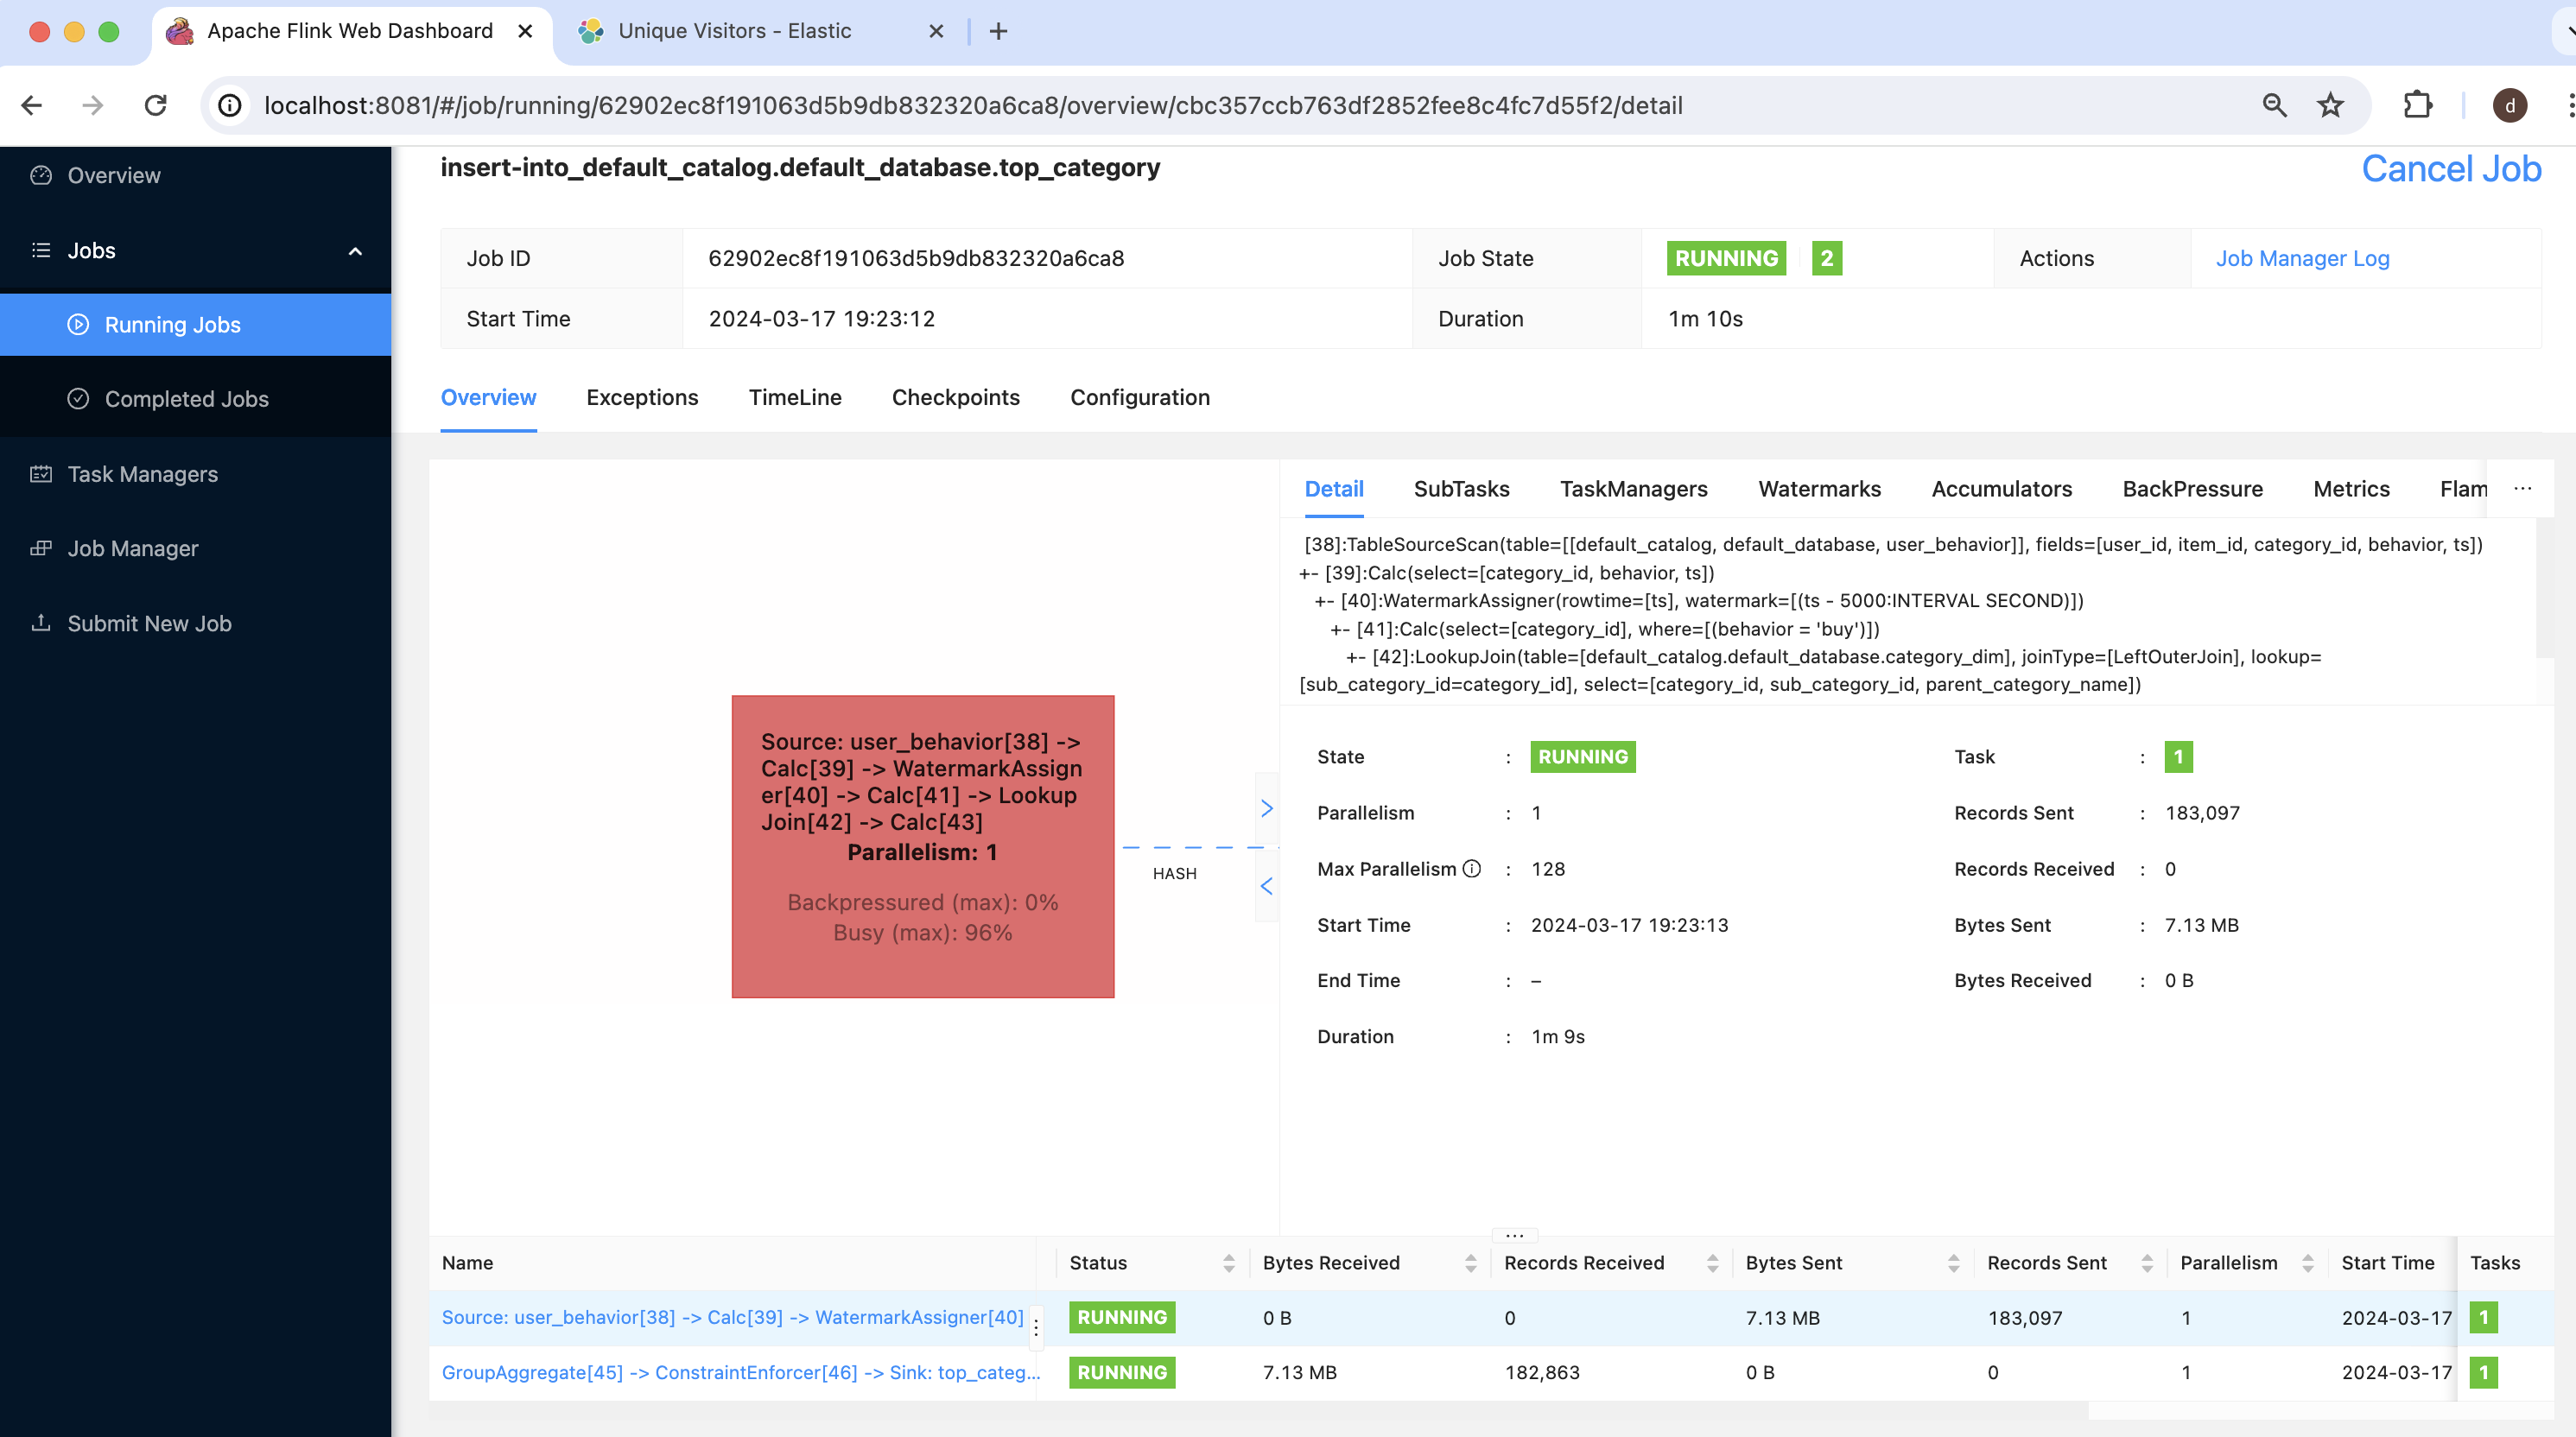 Apache Flink Web Dashboard
Unique Visitors - Elastic
localhost:8081/#/job/running/62902ec8f191063d5b9db832320a6ca8/overview/cbc357ccb763df2852fee8c4fc7d55f2/detail
d
Overview
Jobs
Running Jobs
Completed Jobs
Task Managers
Job Manager
Submit New Job
insert-into_default_catalog.default_database.top_category
Cancel Job
Job ID 62902ec8f191063d5b9db832320a6ca8 Job State RUNNING 2 Actions Job Manager Log
Start Time 2024-03-17 19:23:12 Duration 1m 10s
Overview Exceptions TimeLine Checkpoints Configuration
Source: user_behavior[38] ->
Calc[39] -> WatermarkAssign
er[40] -> Calc[41] -> Lookup
Join[42] -> Calc[43]
Parallelism: 1
Backpressured (max): 0%
Busy (max): 96%
HASH
Detail SubTasks TaskManagers Watermarks Accumulators BackPressure Metrics Flam ...
[38]:TableSourceScan(table=[[default_catalog, default_database, user_behavior]], fields=[user_id, item_id, category_id, behavior, ts])
+- [39]:Calc(select=[category_id, behavior, ts])
+- [40]:WatermarkAssigner(rowtime=[ts], watermark=[(ts - 5000:INTERVAL SECOND)])
+- [41]:Calc(select=[category_id], where=[(behavior = 'buy')])
+- [42]:LookupJoin(table=[default_catalog.default_database.category_dim], joinType=[LeftOuterJoin], lookup=
[sub_category_id=category_id], select=[category_id, sub_category_id, parent_category_name])
State : RUNNING Task : 1
Parallelism : 1 Records Sent : 183,097
Max Parallelism : 128 Records Received : 0
Start Time : 2024-03-17 19:23:13 Bytes Sent : 7.13 MB
End Time : – Bytes Received : 0 B
Duration : 1m 9s
Name Status Bytes Received Records Received Bytes Sent Records Sent Parallelism Start Time Tasks
Source: user_behavior[38] -> Calc[39] -> WatermarkAssigner[40] RUNNING 0 B 0 7.13 MB 183,097 1 2024-03-17 1
GroupAggregate[45] -> ConstraintEnforcer[46] -> Sink: top_categ... RUNNING 7.13 MB 182,863 0 B 0 1 2024-03-17 1